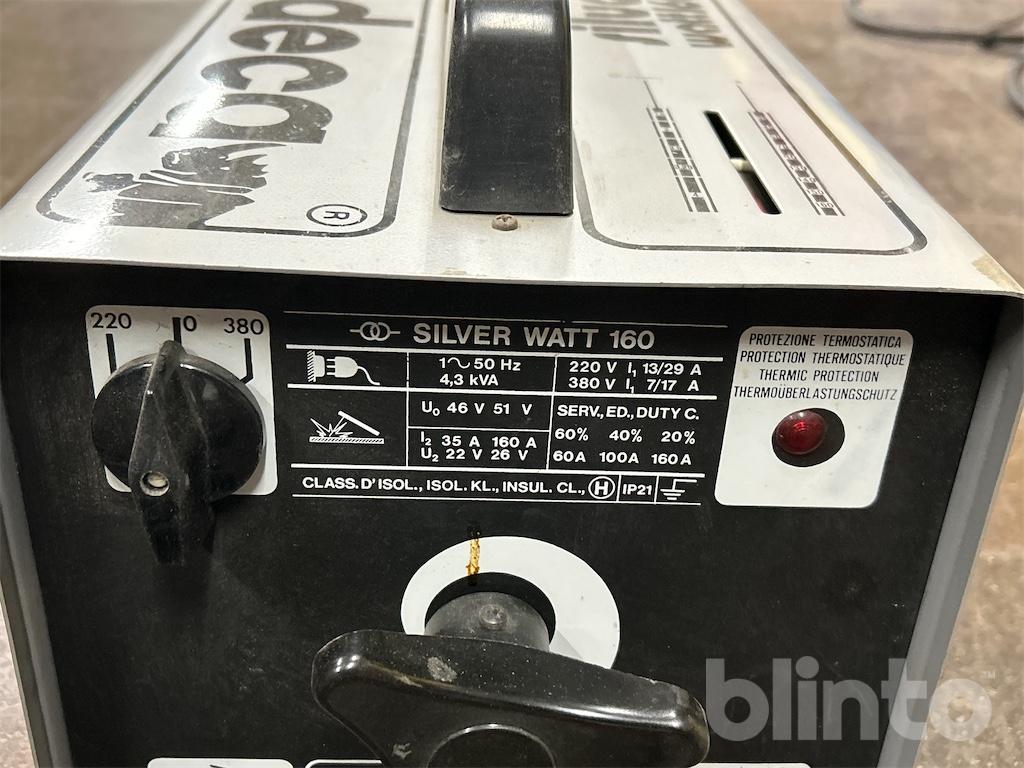 deca
®
220 0 380
SILVER WATT 160
1~50 Hz
4,3 kVA
220 V I₁ 13/29 A
380 V I₁ 7/17 A
U₀ 46 V 51 V
I₂ 35 A 160 A
U₂ 22 V 26 V
SERV., ED., DUTY C.
60% 40% 20%
60A 100A 160A
CLASS. D'ISOL., ISOL. KL., INSUL. CL., H IP21
PROTEZIONE TERMOSTATICA
PROTECTION THERMOSTATIQUE
THERMIC PROTECTION
THERMOÜBERLASTUNGSCHUTZ
blinto™